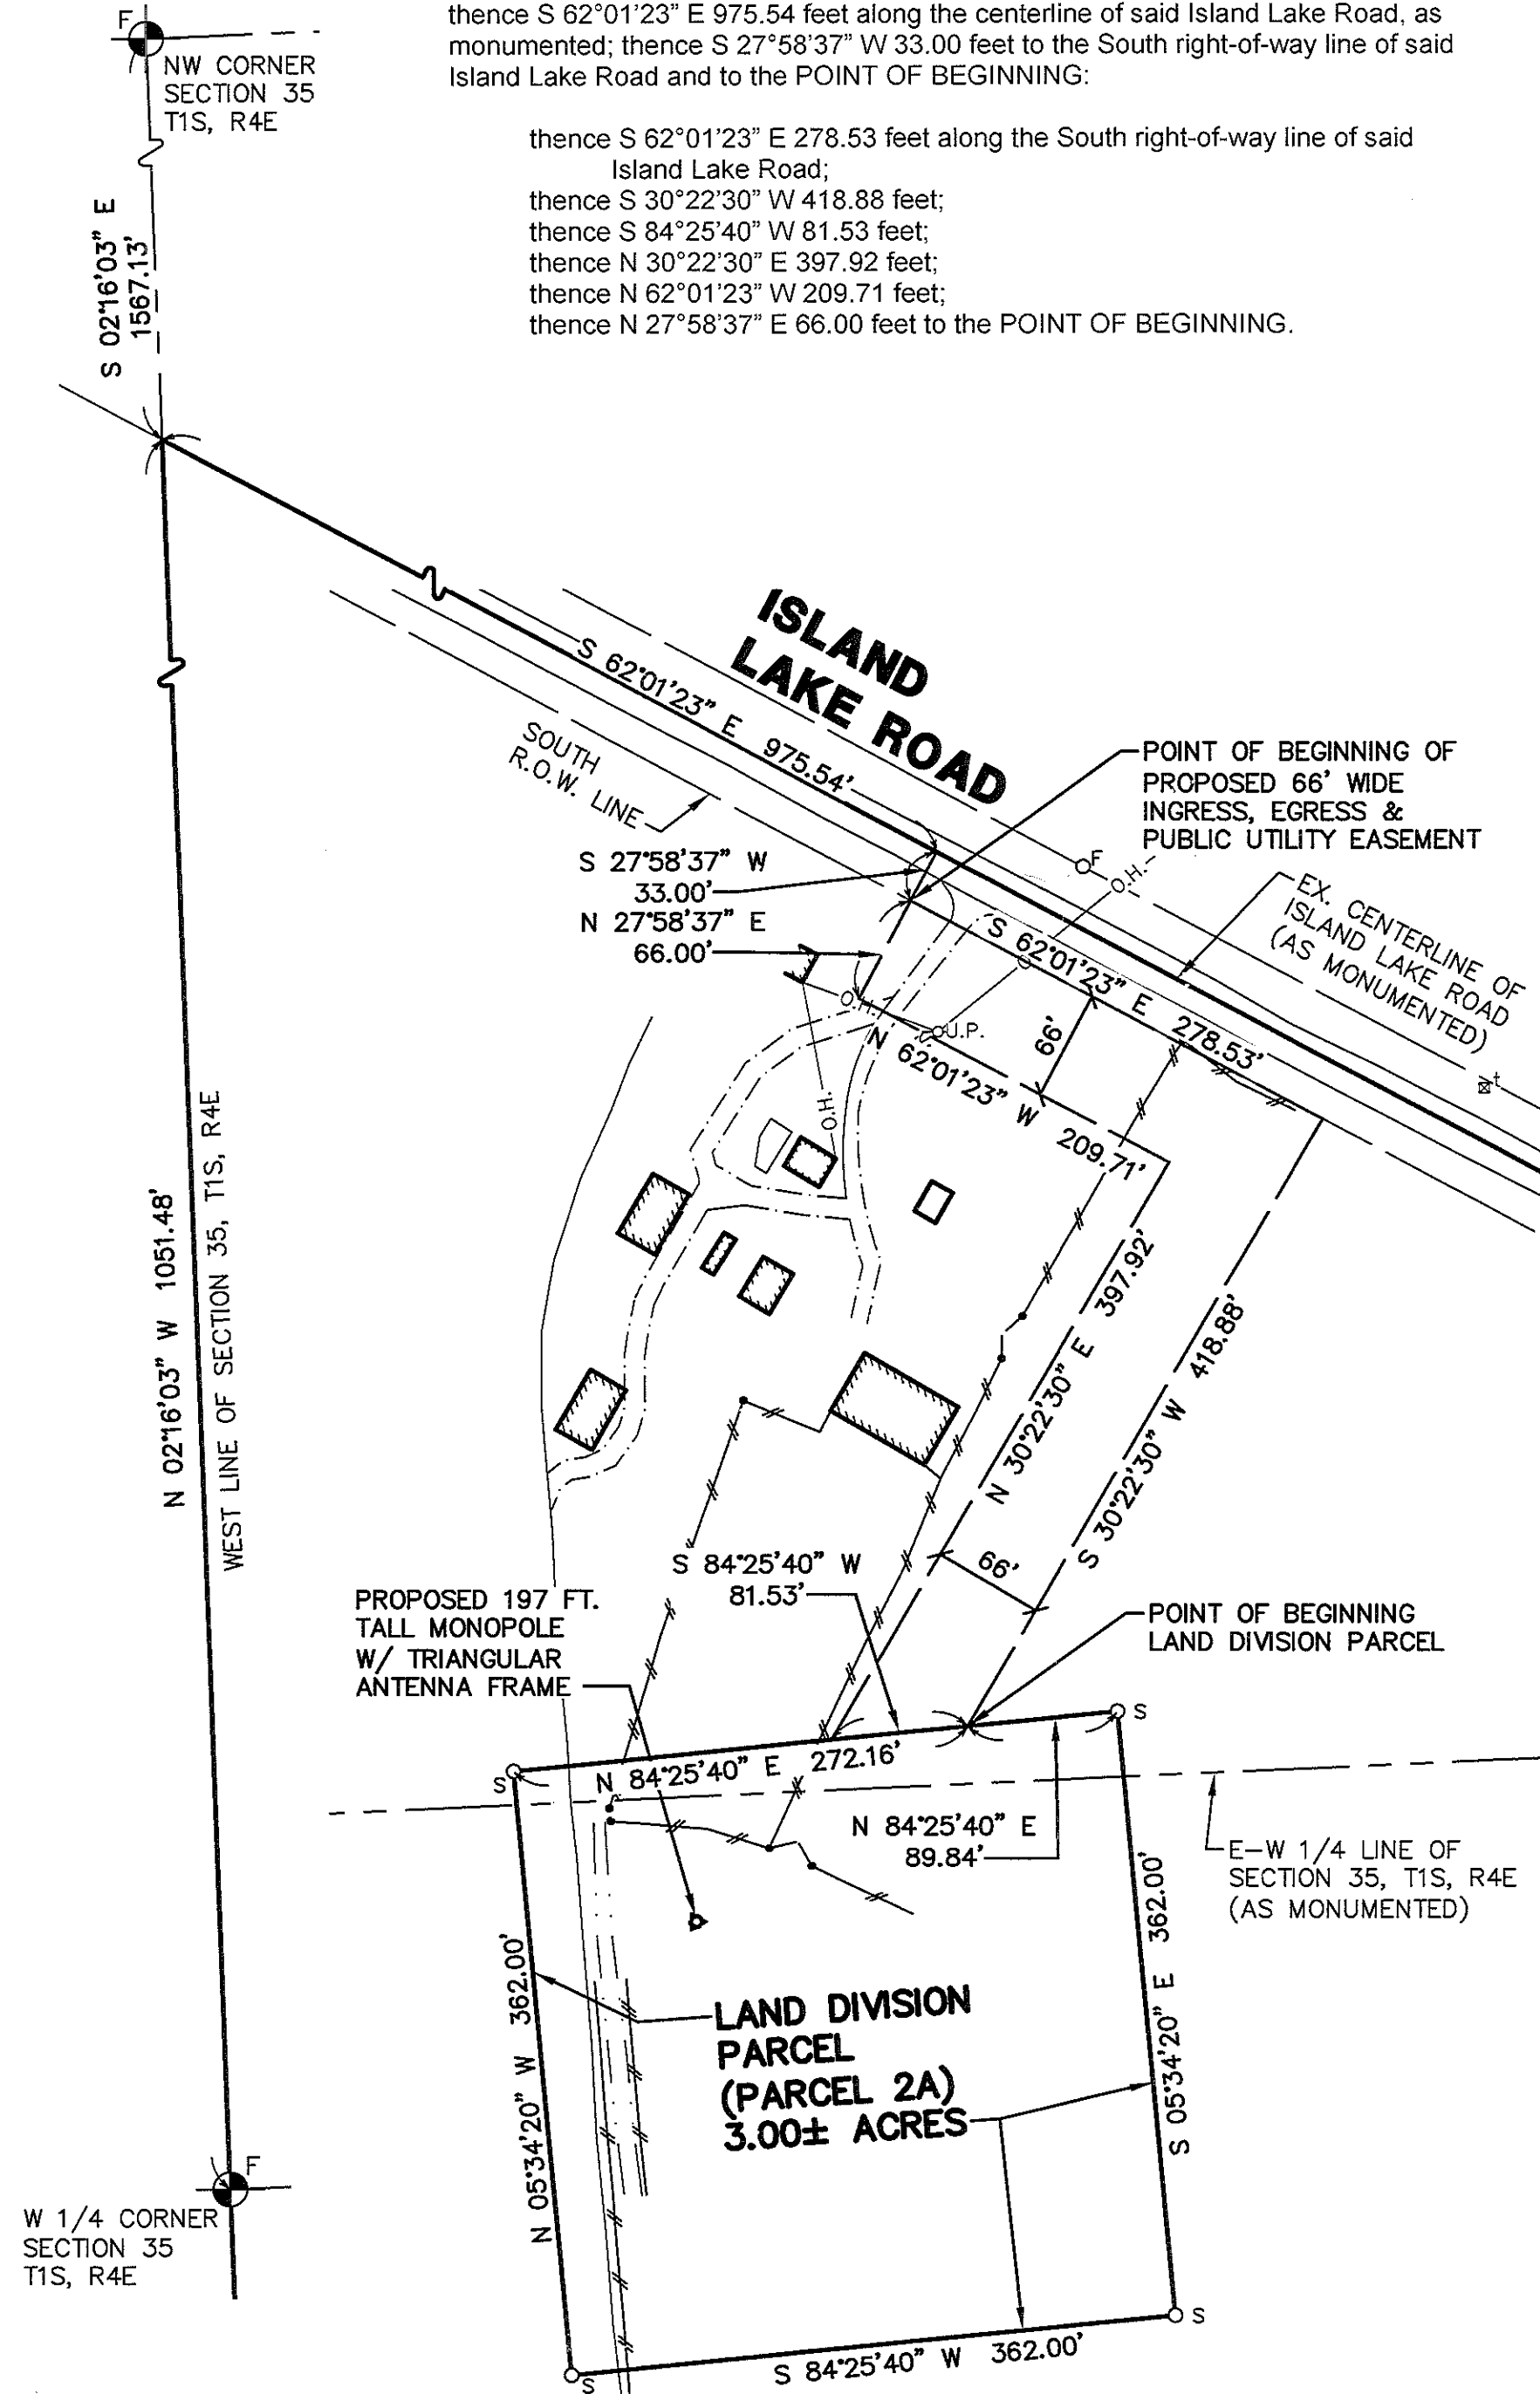 thence S 62°01'23" E 975.54 feet along the centerline of said Island Lake Road, as
monumented; thence S 27°58'37" W 33.00 feet to the South right-of-way line of said
Island Lake Road and to the POINT OF BEGINNING:
thence S 62°01'23" E 278.53 feet along the South right-of-way line of said
Island Lake Road;
thence S 30°22'30" W 418.88 feet;
thence S 84°25'40" W 81.53 feet;
thence N 30°22'30" E 397.92 feet;
thence N 62°01'23" W 209.71 feet;
thence N 27°58'37" E 66.00 feet to the POINT OF BEGINNING.
F
NW CORNER
SECTION 35
T1S, R4E
S 02°16'03" E
1567.13'
ISLAND
LAKE ROAD
S 62°01'23" E 975.54'
SOUTH
R.O.W. LINE
POINT OF BEGINNING OF
PROPOSED 66' WIDE
INGRESS, EGRESS &
PUBLIC UTILITY EASEMENT
S 27°58'37" W
33.00'
N 27°58'37" E
66.00'
F
O.H.
EX. CENTERLINE OF
ISLAND LAKE ROAD
(AS MONUMENTED)
S 62°01'23" E 278.53'
O.H.
U.P.
66'
t
N 62°01'23" W 209.71'
O.H.
N 02°16'03" W 1051.48'
WEST LINE OF SECTION 35, T1S, R4E
N 30°22'30" E 397.92'
S 30°22'30" W 418.88'
66'
S 84°25'40" W
81.53'
PROPOSED 197 FT.
TALL MONOPOLE
W/ TRIANGULAR
ANTENNA FRAME
POINT OF BEGINNING
LAND DIVISION PARCEL
S
S
N 84°25'40" E 272.16'
N 84°25'40" E
89.84'
E-W 1/4 LINE OF
SECTION 35, T1S, R4E
(AS MONUMENTED)
N 05°34'20" W 362.00'
S 05°34'20" E 362.00'
LAND DIVISION
PARCEL
(PARCEL 2A)
3.00± ACRES
F
W 1/4 CORNER
SECTION 35
T1S, R4E
S
S
S 84°25'40" W 362.00'